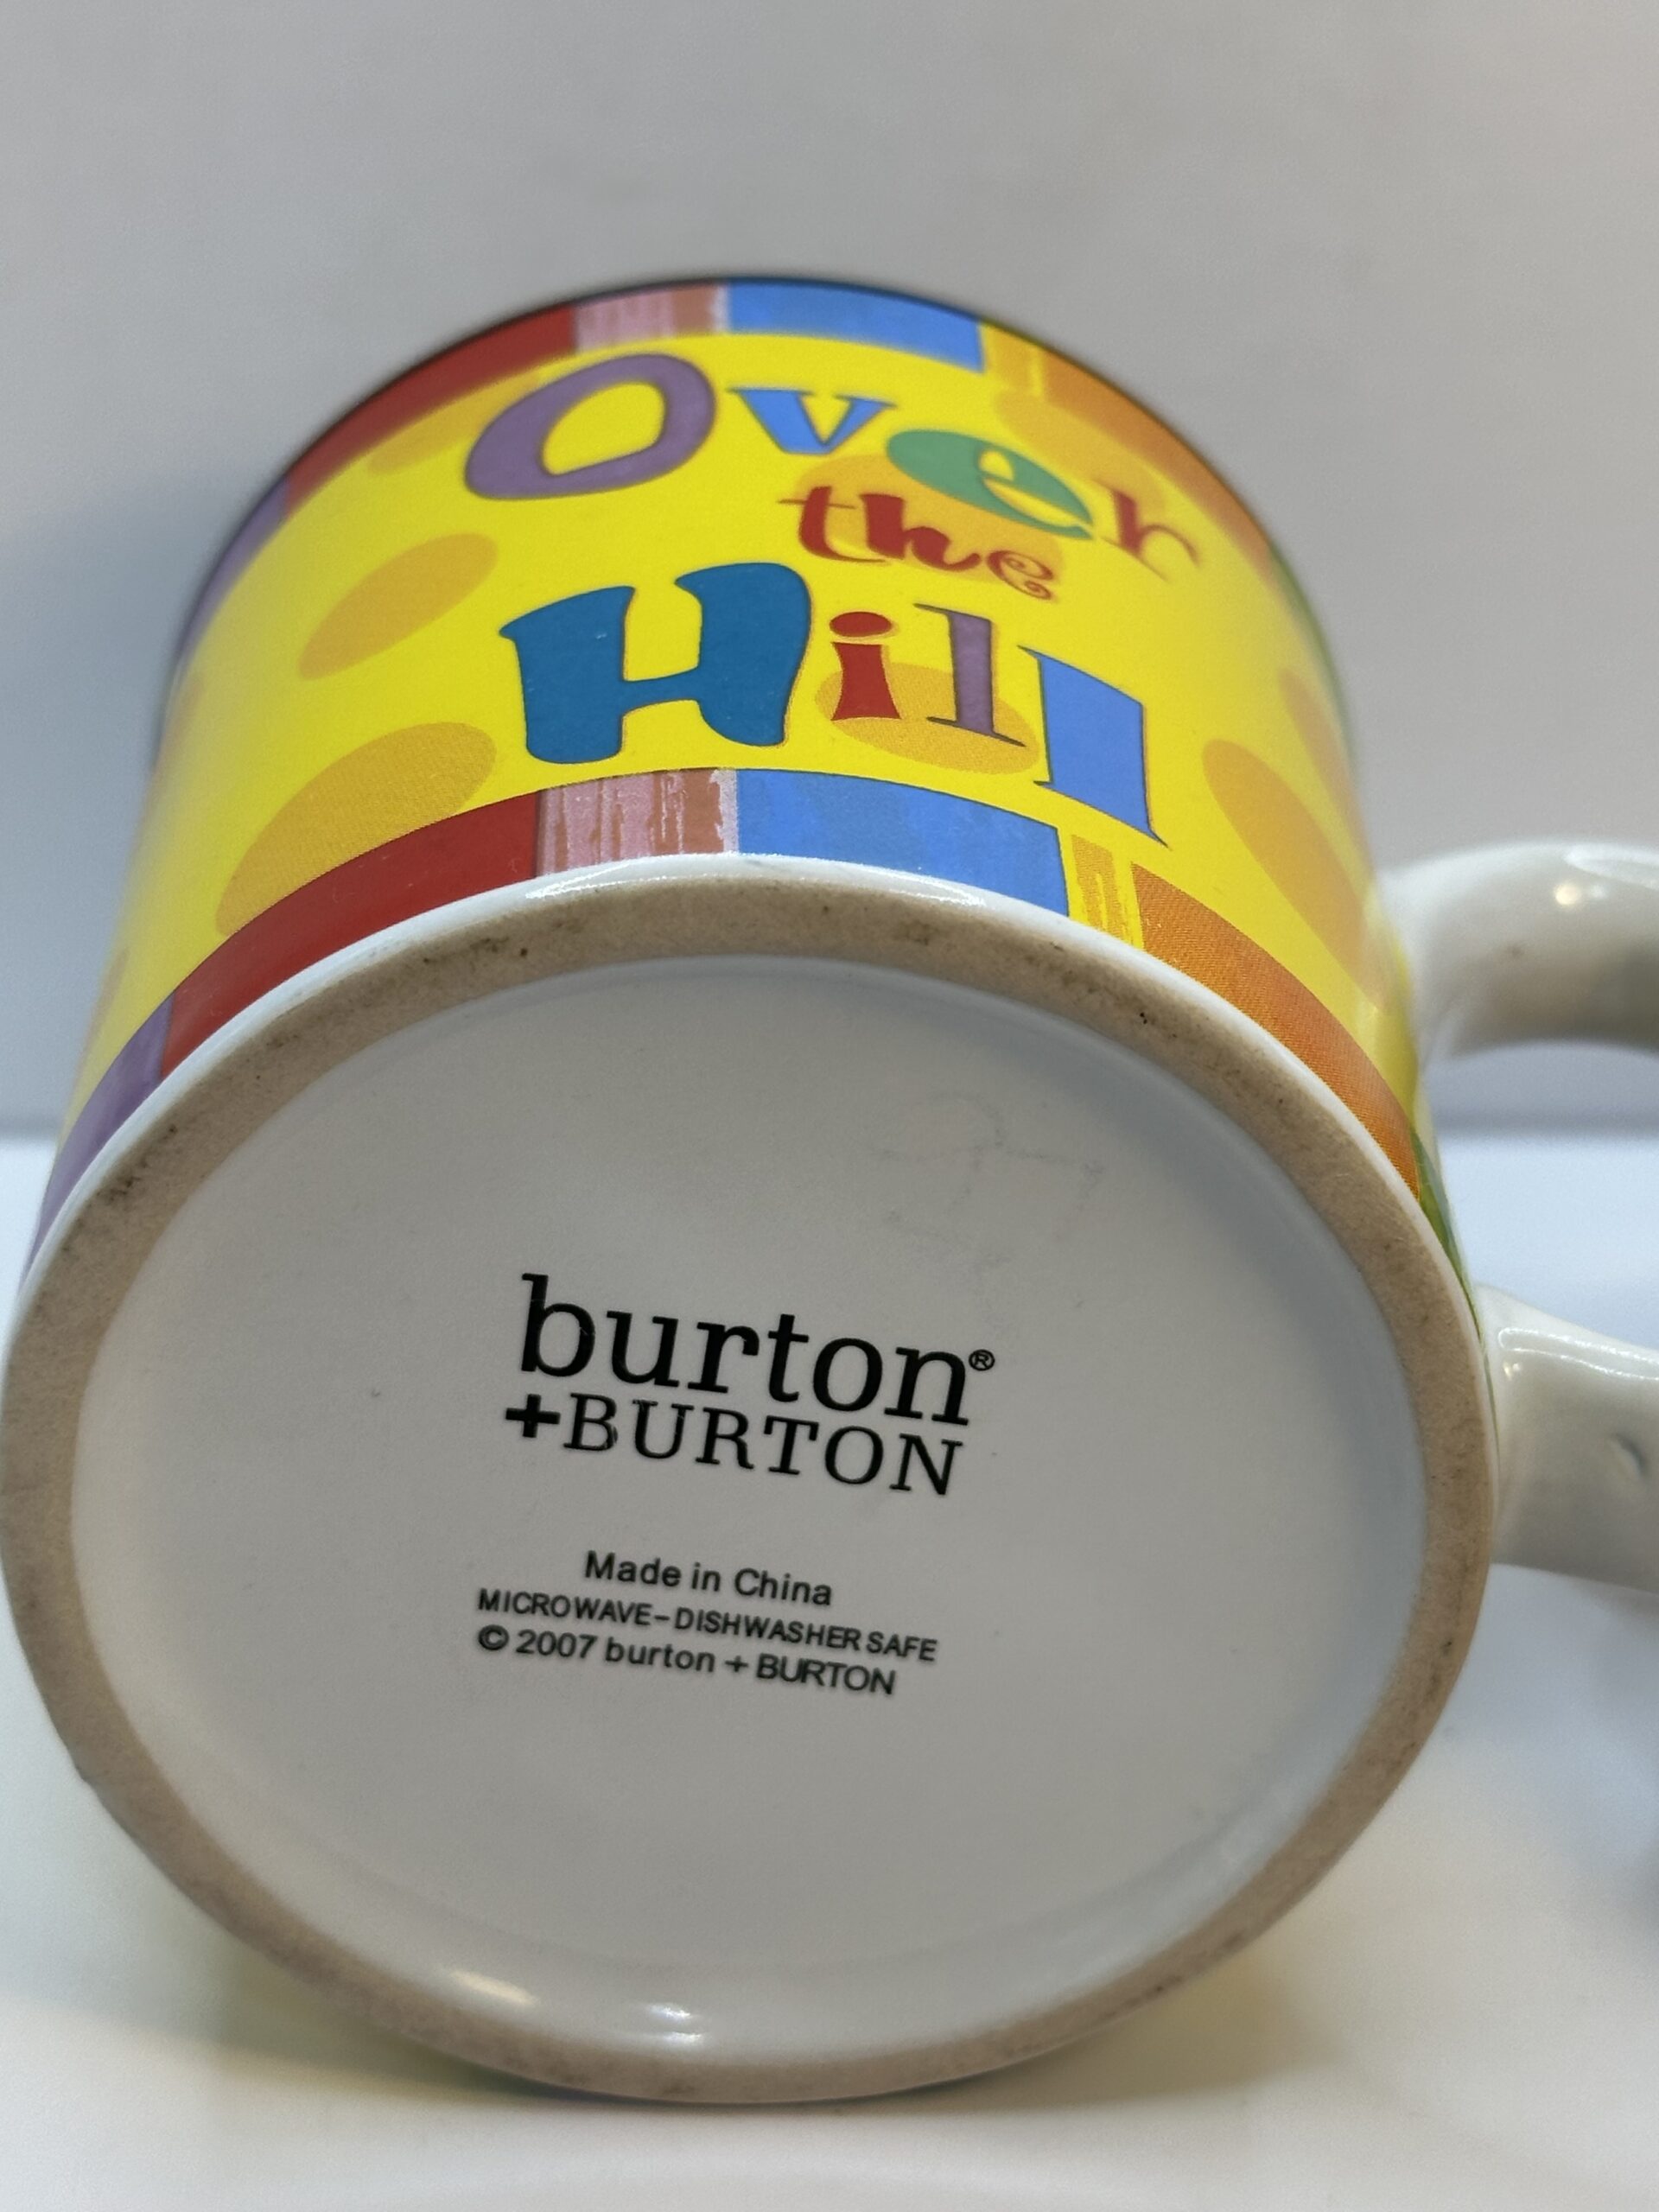 Over
the
Hill
burton®
+BURTON
Made in China
MICROWAVE-DISHWASHER SAFE
© 2007 burton + BURTON